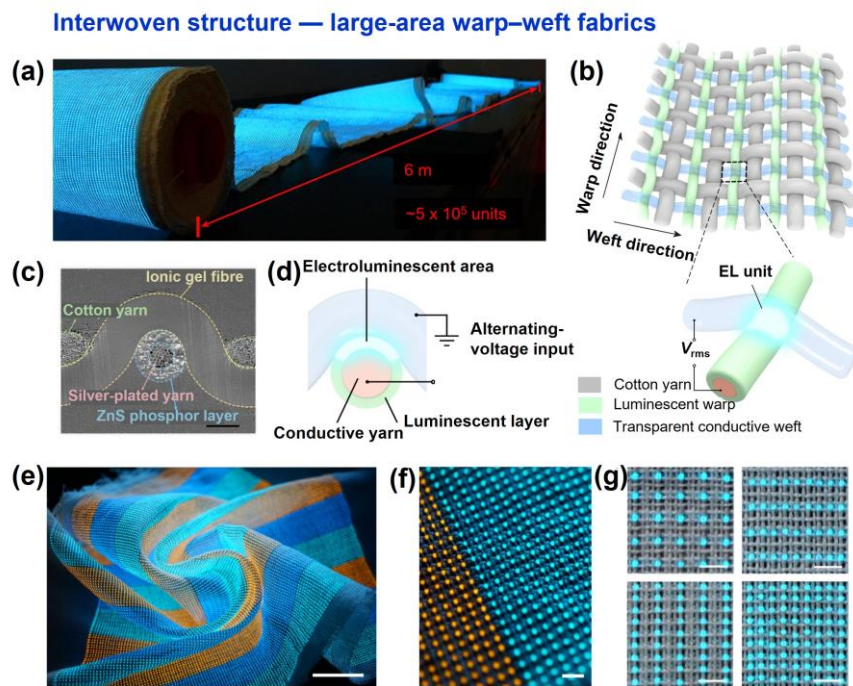 Interwoven structure — large-area warp–weft fabrics
(a)
6 m
~5 x 10⁵ units
(b)
Warp direction
Weft direction
EL unit
Vrms
Cotton yarn
Luminescent warp
Transparent conductive weft
(c)
Ionic gel fibre
Cotton yarn
Silver-plated yarn
ZnS phosphor layer
(d)
Electroluminescent area
Alternating-
voltage input
Luminescent layer
Conductive yarn
(e)
(f)
(g)